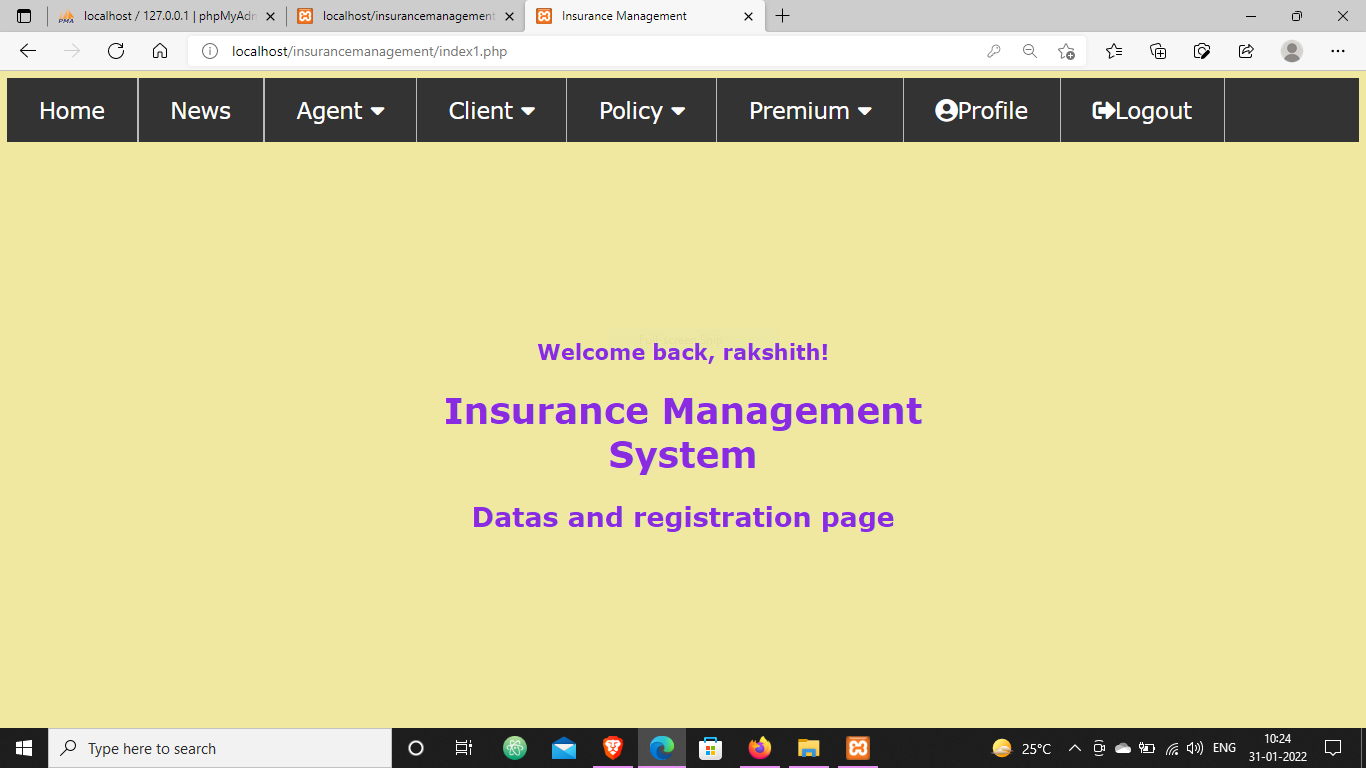 localhost / 127.0.0.1 | phpMyAdm
localhost/insurancemanagement
Insurance Management
localhost/insurancemanagement/index1.php
Home
News
Agent
Client
Policy
Premium
Profile
Logout
Welcome back, rakshith!
Insurance Management
System
Datas and registration page
Type here to search
25°C
ENG
10:24
31-01-2022